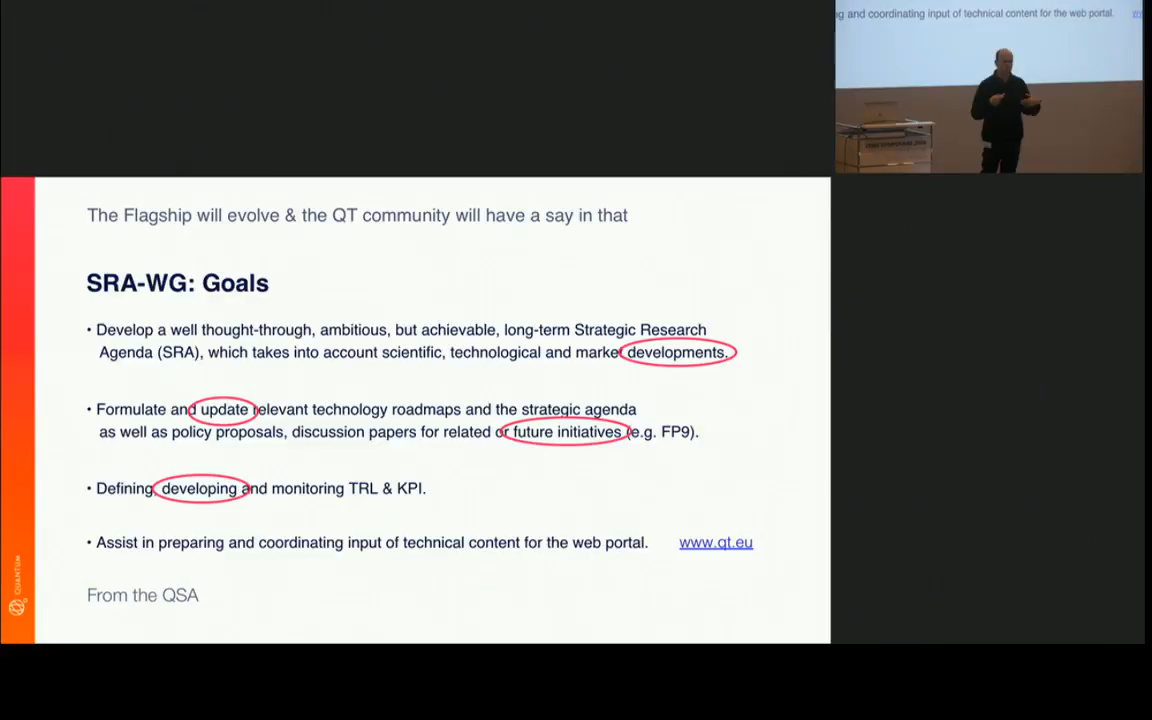 g and coordinating input of technical content for the web portal.
The Flagship will evolve & the QT community will have a say in that
SRA-WG: Goals
• Develop a well thought-through, ambitious, but achievable, long-term Strategic Research
Agenda (SRA), which takes into account scientific, technological and market developments.
• Formulate and update relevant technology roadmaps and the strategic agenda
as well as policy proposals, discussion papers for related or future initiatives (e.g. FP9).
• Defining, developing and monitoring TRL & KPI.
• Assist in preparing and coordinating input of technical content for the web portal. www.qt.eu
From the QSA
QUANTUM